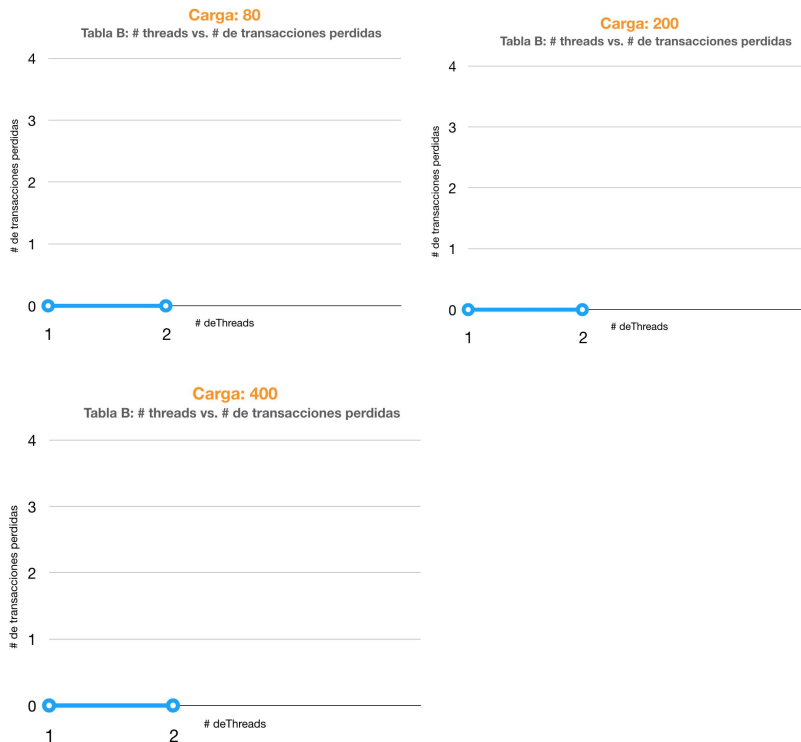 Carga: 80
Tabla B: # threads vs. # de transacciones perdidas
4
3
2
1
0
# de transacciones perdidas
1
2
# deThreads
Carga: 200
Tabla B: # threads vs. # de transacciones perdidas
4
3
2
1
0
# de transacciones perdidas
1
2
# deThreads
Carga: 400
Tabla B: # threads vs. # de transacciones perdidas
4
3
2
1
0
# de transacciones perdidas
1
2
# deThreads